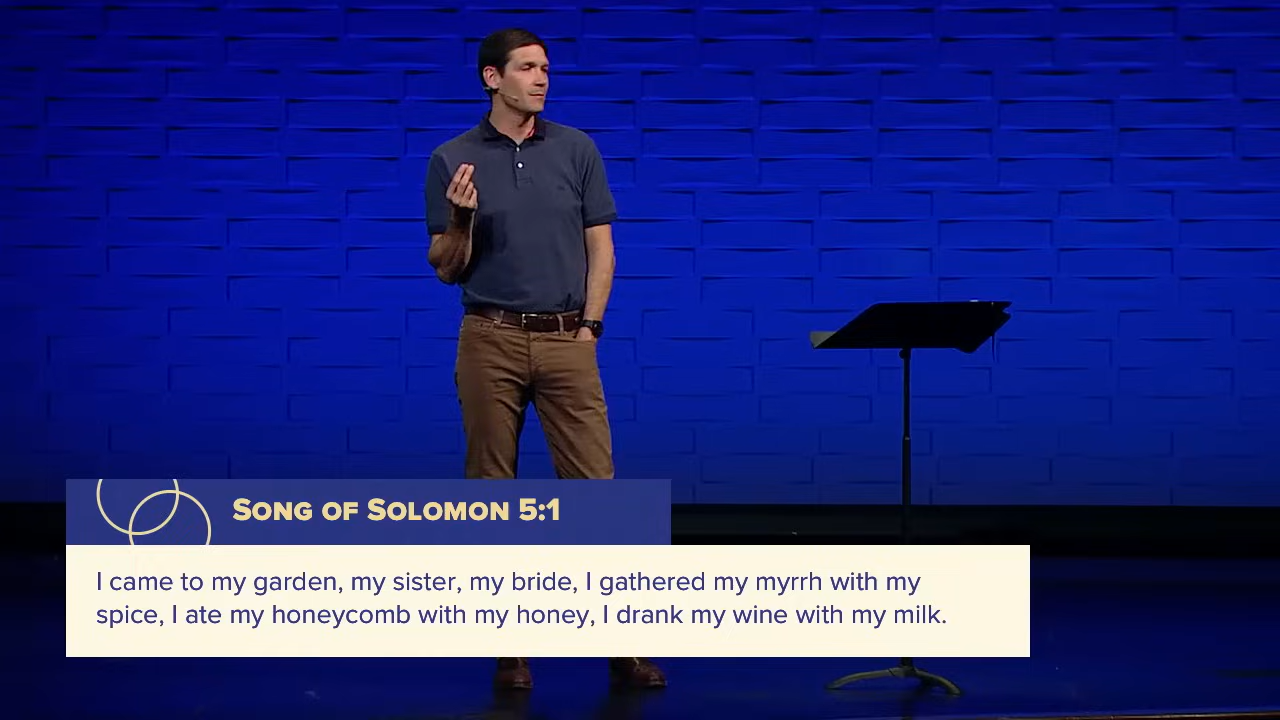 Song of Solomon 5:1
I came to my garden, my sister, my bride, I gathered my myrrh with my
spice, I ate my honeycomb with my honey, I drank my wine with my milk.